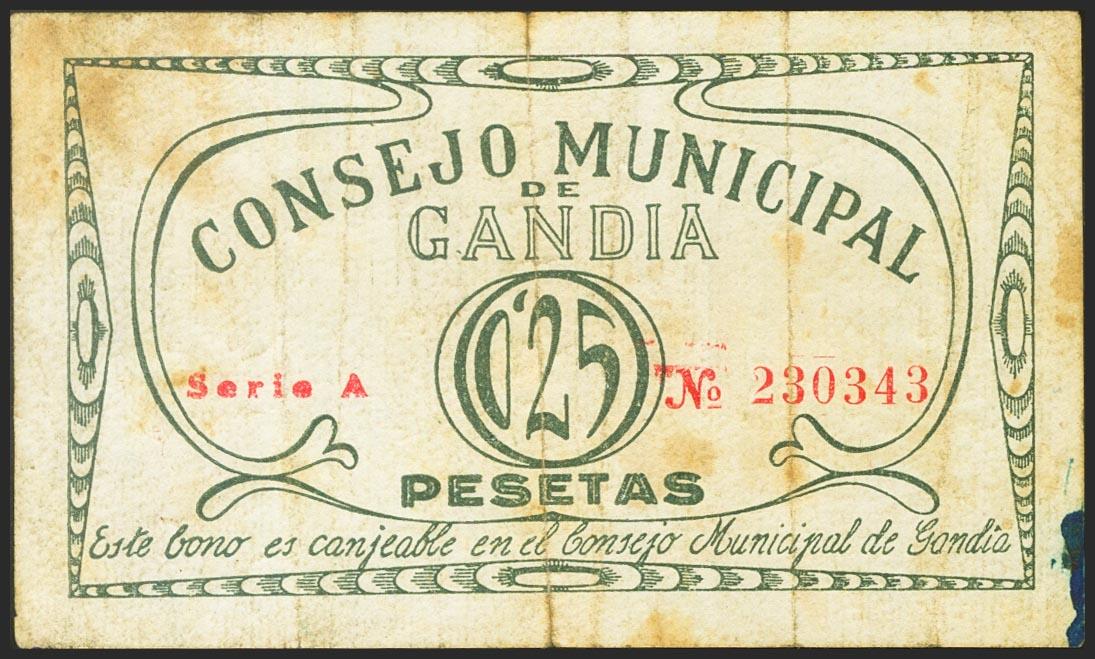 CONSEJO MUNICIPAL
DE
GANDIA
0'25
Serie A
Nº 230343
PESETAS
Este bono es canjeable en el Consejo Municipal de Gandia